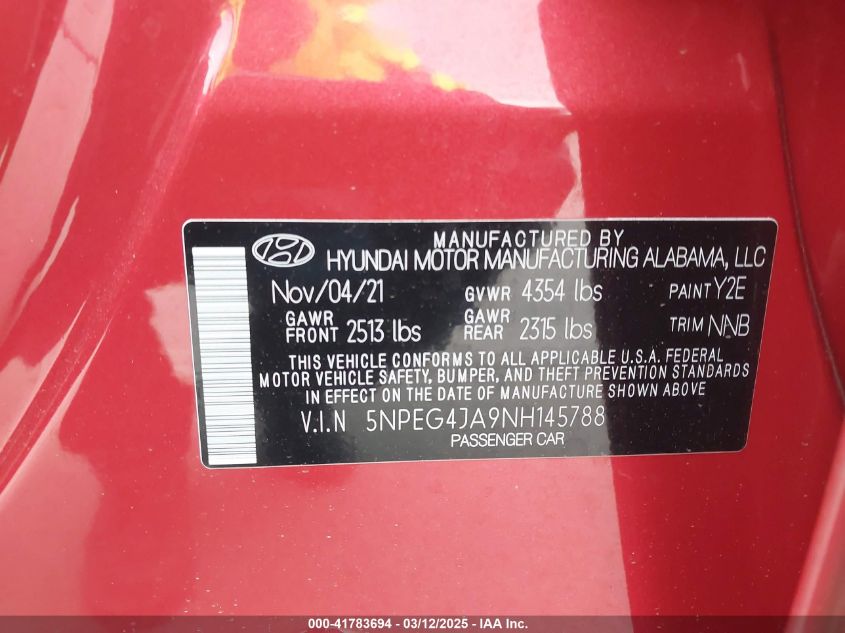 MANUFACTURED BY
HYUNDAI MOTOR MANUFACTURING ALABAMA, LLC
Nov/04/21 GVWR 4354 lbs PAINT Y2E
GAWR FRONT 2513 lbs GAWR REAR 2315 lbs TRIM NNB
THIS VEHICLE CONFORMS TO ALL APPLICABLE U.S.A. FEDERAL
MOTOR VEHICLE SAFETY, BUMPER, AND THEFT PREVENTION STANDARDS
IN EFFECT ON THE DATE OF MANUFACTURE SHOWN ABOVE
V.I.N 5NPEG4JA9NH145788
PASSENGER CAR
000-41783694 - 03/12/2025 - IAA Inc.